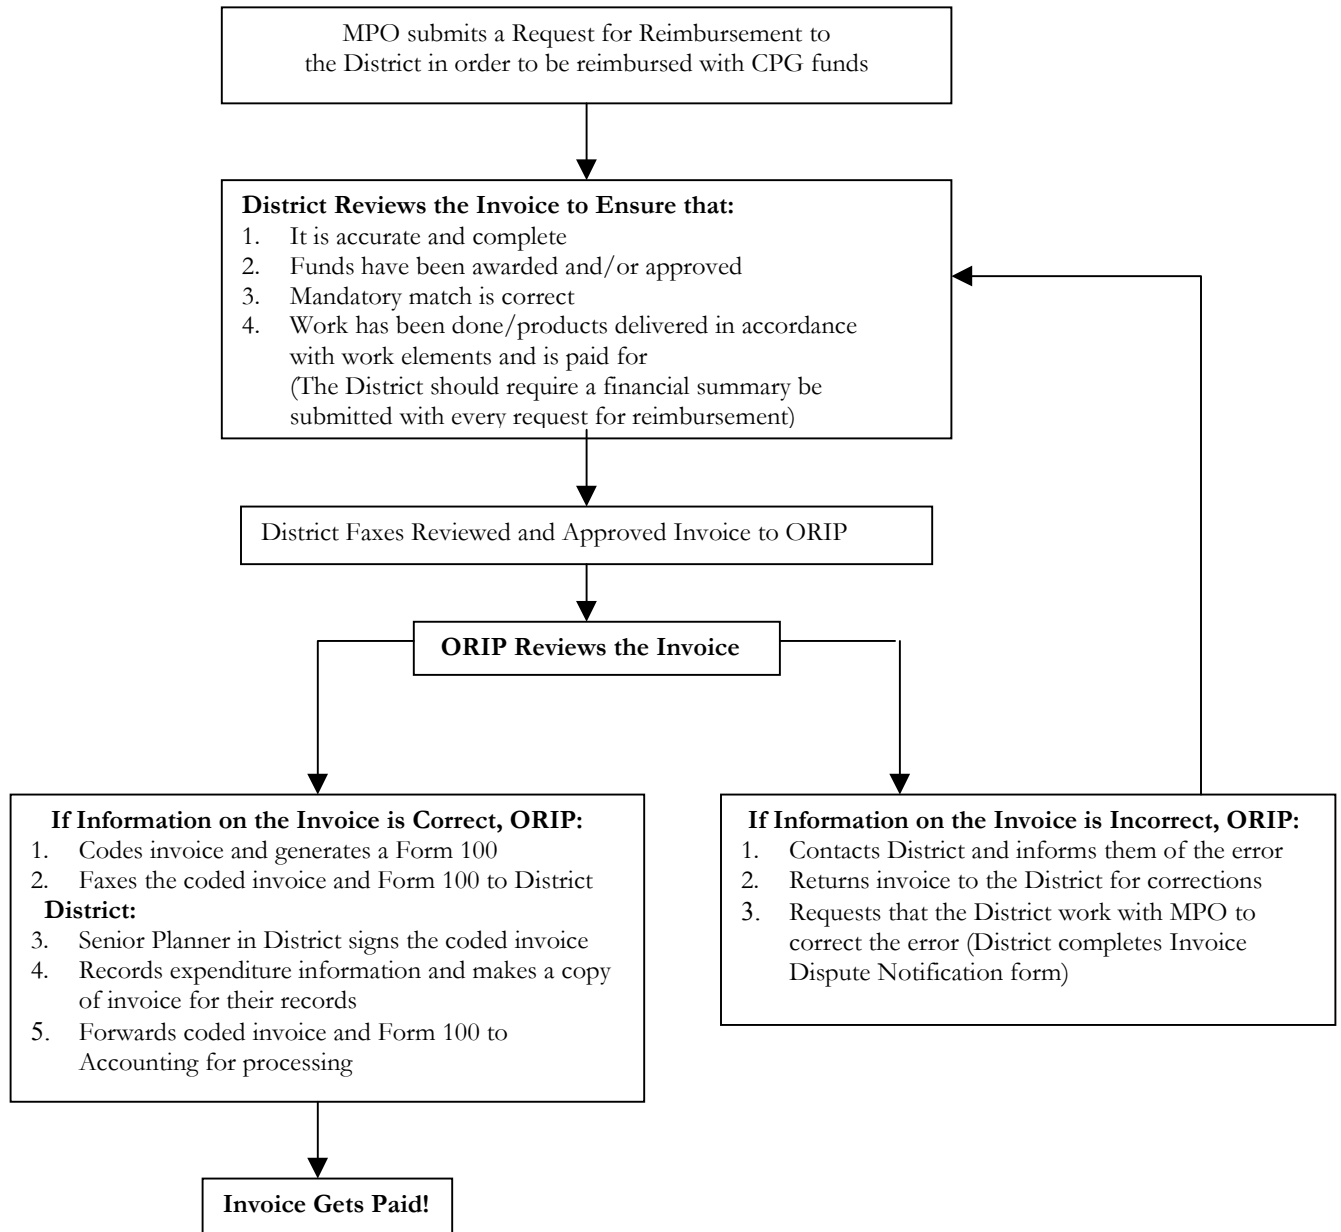 MPO submits a Request for Reimbursement to
the District in order to be reimbursed with CPG funds
District Reviews the Invoice to Ensure that:
1. It is accurate and complete
2. Funds have been awarded and/or approved
3. Mandatory match is correct
4. Work has been done/products delivered in accordance
with work elements and is paid for
(The District should require a financial summary be
submitted with every request for reimbursement)
District Faxes Reviewed and Approved Invoice to ORIP
ORIP Reviews the Invoice
If Information on the Invoice is Correct, ORIP:
1. Codes invoice and generates a Form 100
2. Faxes the coded invoice and Form 100 to District
District:
3. Senior Planner in District signs the coded invoice
4. Records expenditure information and makes a copy
of invoice for their records
5. Forwards coded invoice and Form 100 to
Accounting for processing
If Information on the Invoice is Incorrect, ORIP:
1. Contacts District and informs them of the error
2. Returns invoice to the District for corrections
3. Requests that the District work with MPO to
correct the error (District completes Invoice
Dispute Notification form)
Invoice Gets Paid!